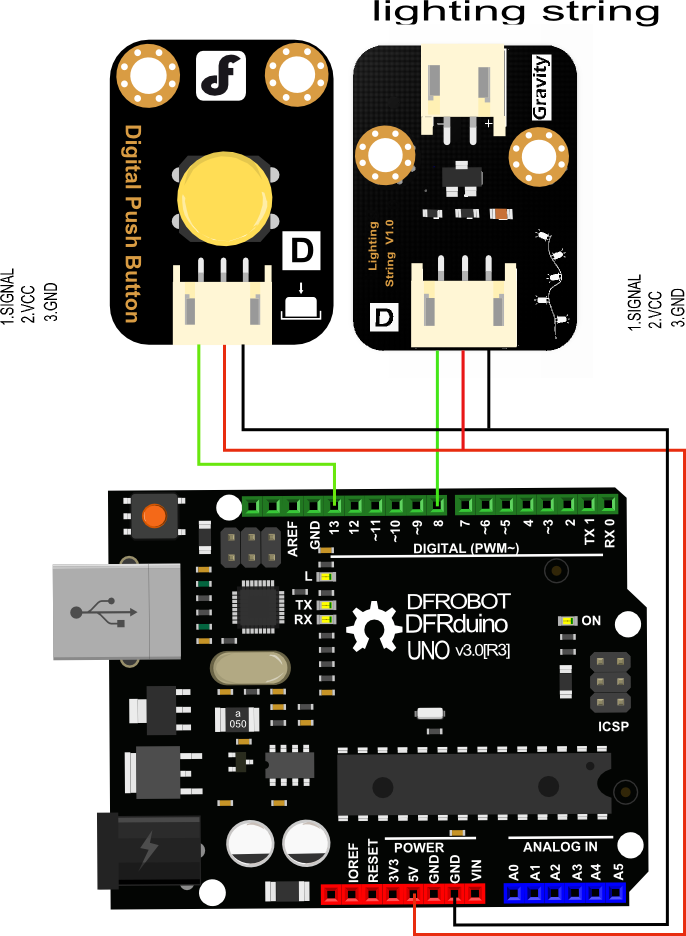 lighting string
Digital Push Button
D
Gravity
Lighting
String V1.0
D
- +
1.SIGNAL
2.VCC
3.GND
1.SIGNAL
2.VCC
3.GND
AREF
GND
13
12
~11
~10
~9
8
7
~6
~5
4
~3
2
TX 1
RX 0
DIGITAL (PWM~)
L
TX
RX
DFROBOT
DFRduino
UNO v3.0[R3]
ON
ICSP
a
050
IOREF
RESET
3V3
5V
GND
GND
VIN
POWER
ANALOG IN
A0
A1
A2
A3
A4
A5